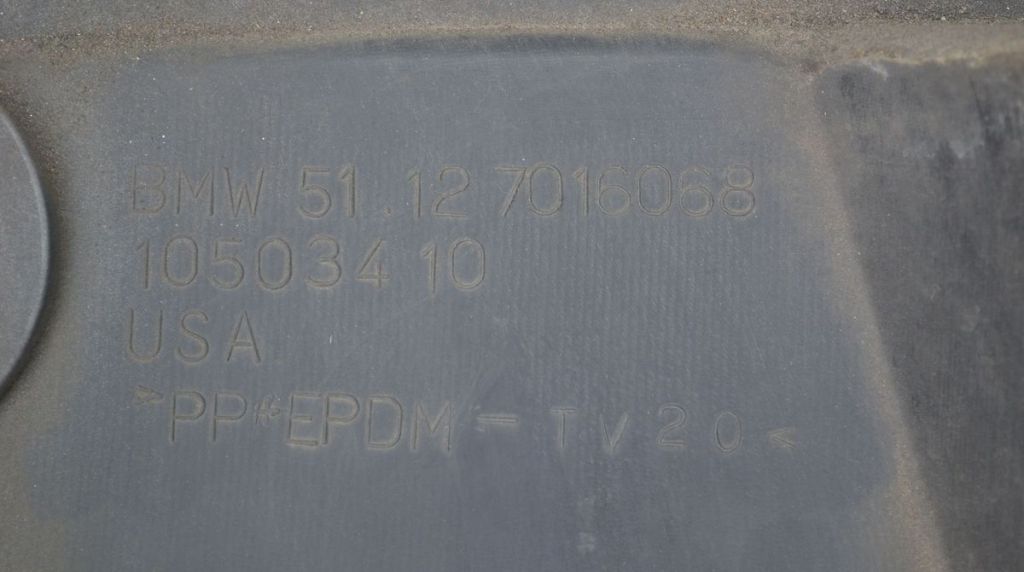 BMW 51.12 7016068
10503410
USA
>PP+EPDM-TV20<